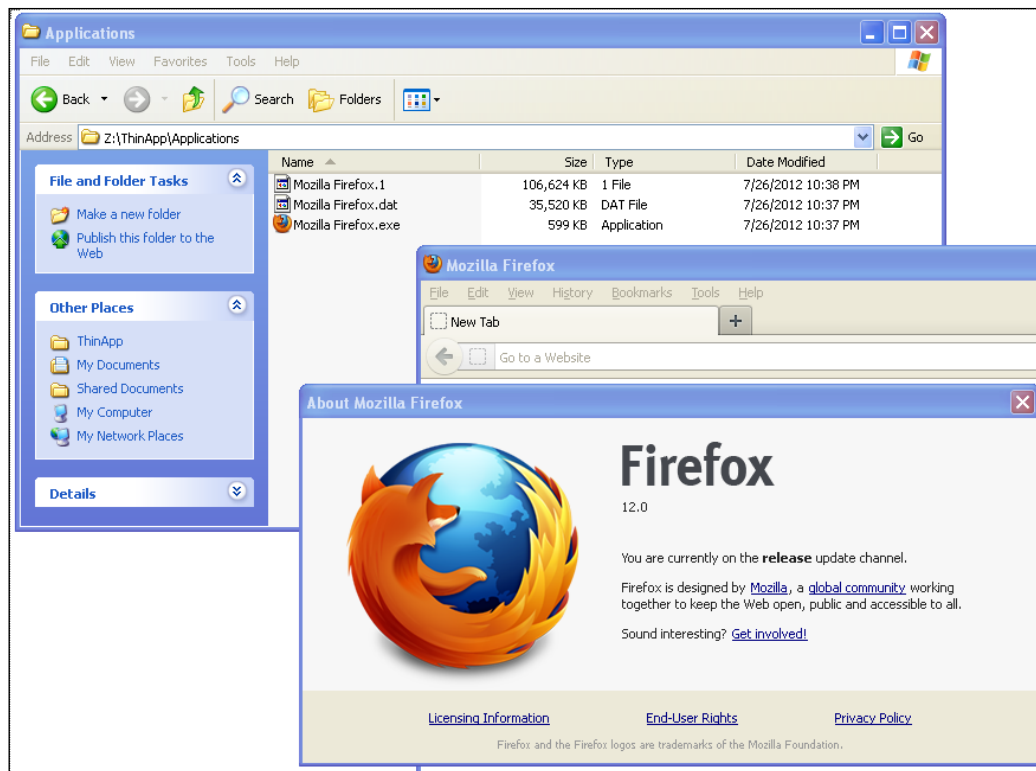 Applications
File Edit View Favorites Tools Help
Back Search Folders
Address Z:\ThinApp\Applications Go
Name Size Type Date Modified
Mozilla Firefox.1 106,624 KB 1 File 7/26/2012 10:38 PM
Mozilla Firefox.dat 35,520 KB DAT File 7/26/2012 10:37 PM
Mozilla Firefox.exe 599 KB Application 7/26/2012 10:37 PM
File and Folder Tasks
Make a new folder
Publish this folder to the
Web
Other Places
ThinApp
My Documents
Shared Documents
My Computer
My Network Places
Details
Mozilla Firefox
File Edit View History Bookmarks Tools Help
New Tab
Go to a Website
About Mozilla Firefox
Firefox
12.0
You are currently on the release update channel.
Firefox is designed by Mozilla, a global community working
together to keep the Web open, public and accessible to all.
Sound interesting? Get involved!
Licensing Information End-User Rights Privacy Policy
Firefox and the Firefox logos are trademarks of the Mozilla Foundation.